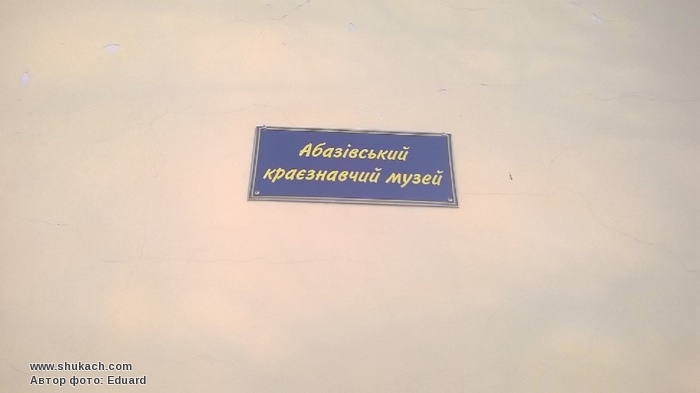 Абазівський
краєзнавчий музей
www.shukach.com
Автор фото: Eduard